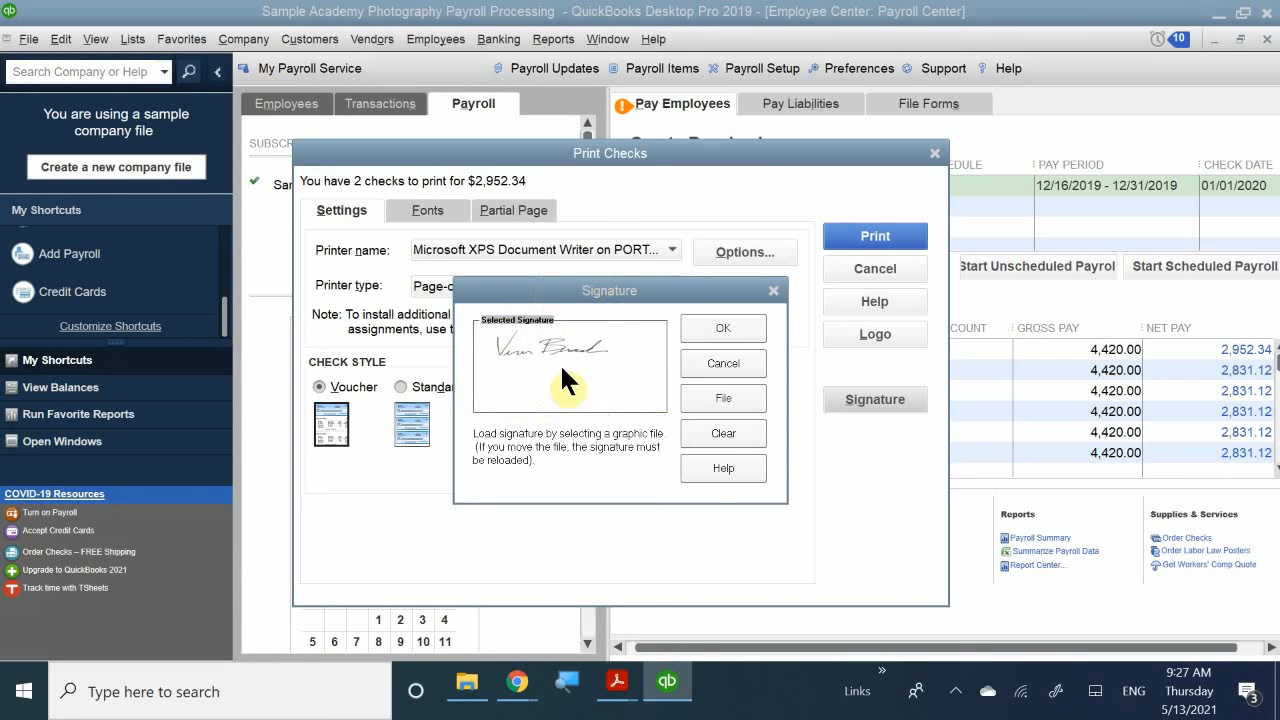 Sample Academy Photography Payroll Processing - QuickBooks Desktop Pro 2019 - [Employee Center: Payroll Center]
File Edit View Lists Favorites Company Customers Vendors Employees Banking Reports Window Help
10
Search Company or Help
My Payroll Service
Payroll Updates Payroll Items Payroll Setup Preferences Support ? Help
You are using a sample
company file
Create a new company file
My Shortcuts
Add Payroll
Credit Cards
Customize Shortcuts
My Shortcuts
View Balances
Run Favorite Reports
Open Windows
COVID-19 Resources
Turn on Payroll
Accept Credit Cards
Order Checks – FREE Shipping
Upgrade to QuickBooks 2021
Track time with TSheets
Employees Transactions Payroll
SUBSCR
Sa
Pay Employees Pay Liabilities File Forms
DULE PAY PERIOD CHECK DATE
12/16/2019 - 12/31/2019 01/01/2020
Start Unscheduled Payrol Start Scheduled Payroll
COUNT GROSS PAY NET PAY
4,420.00 2,952.34
4,420.00 2,831.12
4,420.00 2,831.12
4,420.00 2,831.12
4,420.00 2,831.12
4,420.00 2,831.12
Reports
Payroll Summary
Summarize Payroll Data
Report Center...
Supplies & Services
Order Checks
Order Labor Law Posters
Get Workers' Comp Quote
Print Checks
You have 2 checks to print for $2,952.34
Settings Fonts Partial Page
Printer name: Microsoft XPS Document Writer on PORT... Options...
Printer type: Page-
Note: To install additional
assignments, use t
CHECK STYLE
Voucher Standa
Print
Cancel
Help
Logo
Signature
Signature
Selected Signature
OK
Cancel
File
Clear
Help
Load signature by selecting a graphic file.
(If you move the file, the signature must
be reloaded).
1 2 3 4
5 6 7 8 9 10 11
Type here to search
Links
ENG
9:27 AM
Thursday
5/13/2021
3